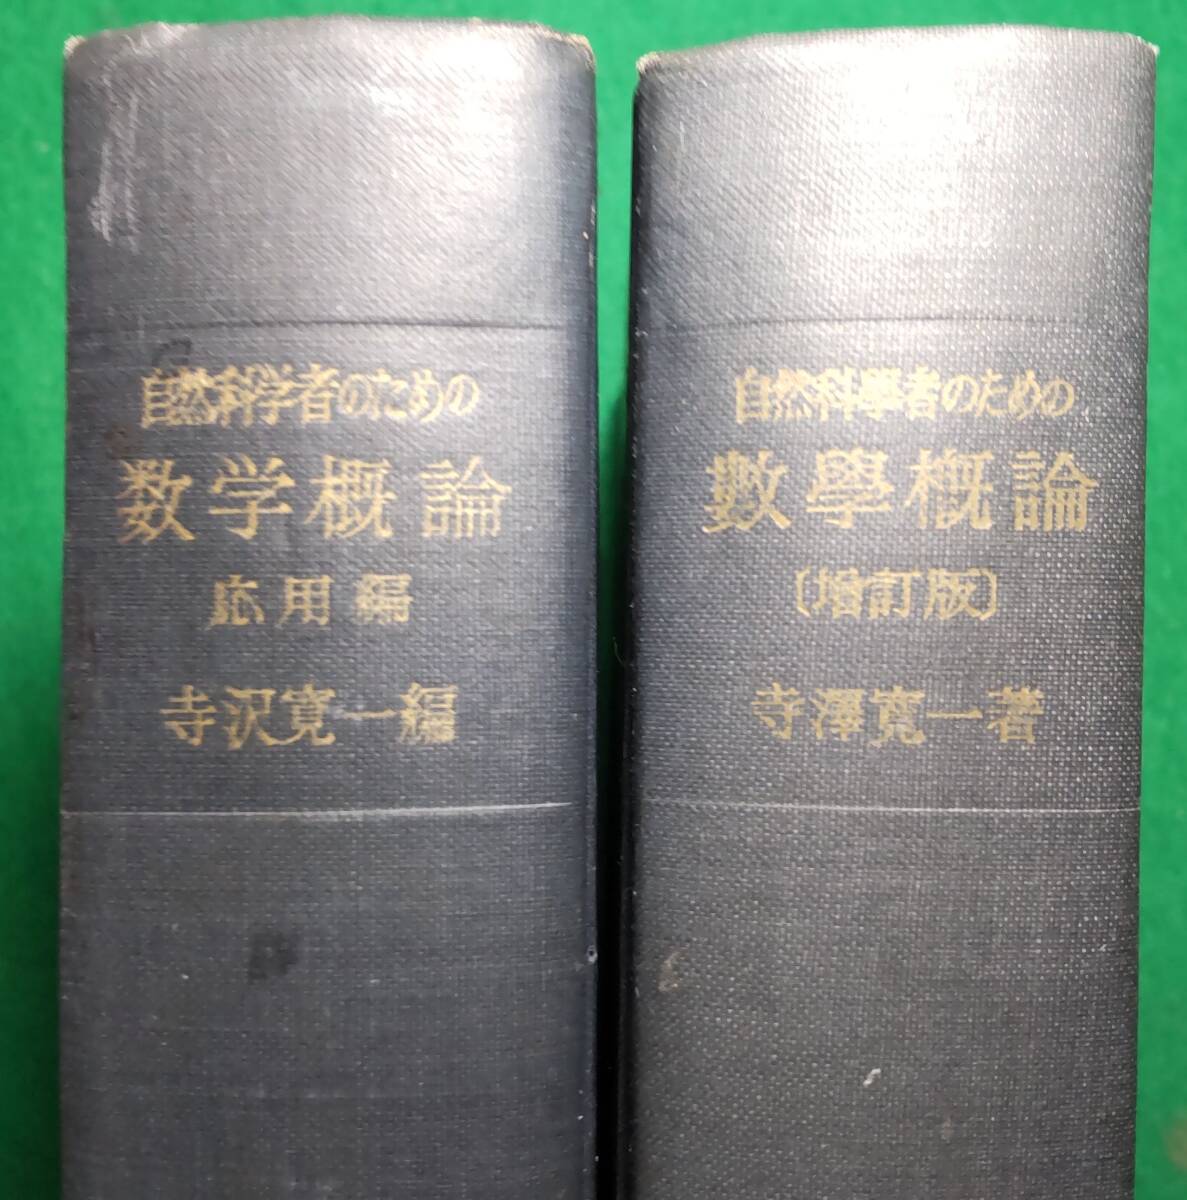 自然科学者のための
数学概論
応用編
寺沢寛一編
自然科學者のための
數學概論
〔増訂版〕
寺澤寛一著